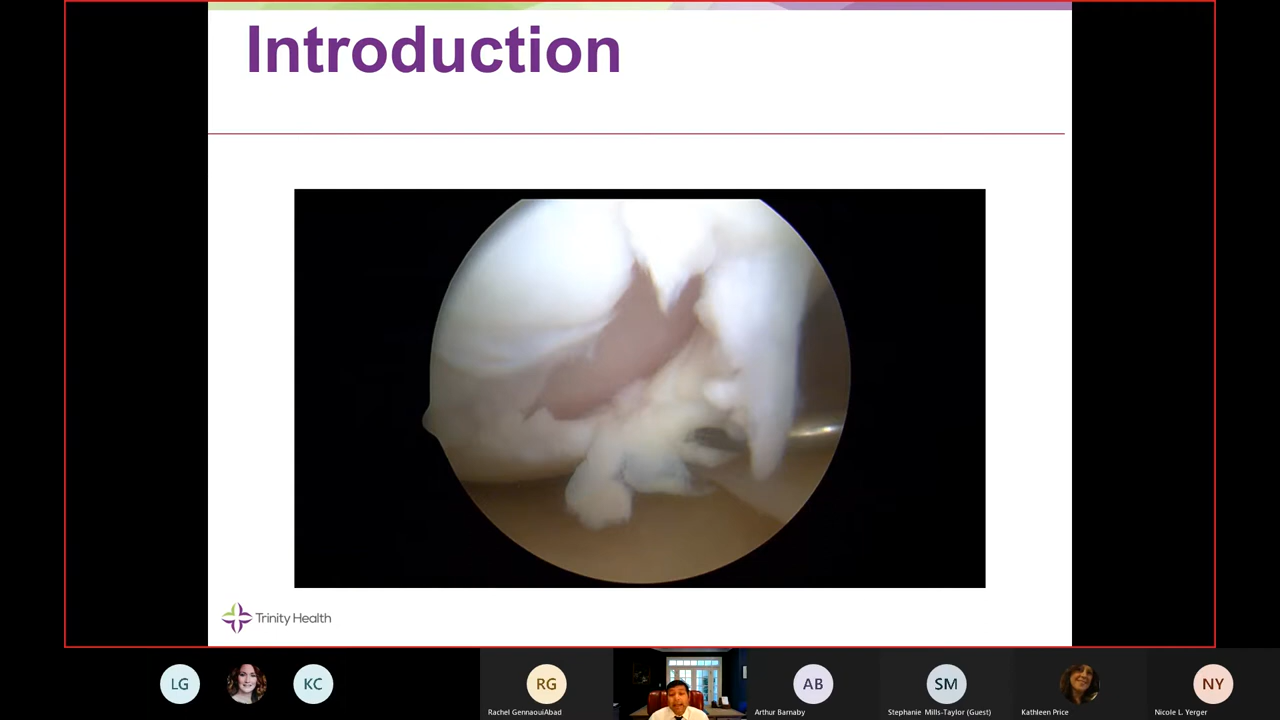 Introduction
Trinity Health
LG
KC
RG
AB
SM
NY
Rachel GennaouiAbad
Arthur Barnaby
Stephanie Mills-Taylor (Guest)
Kathleen Price
Nicole L. Yerger